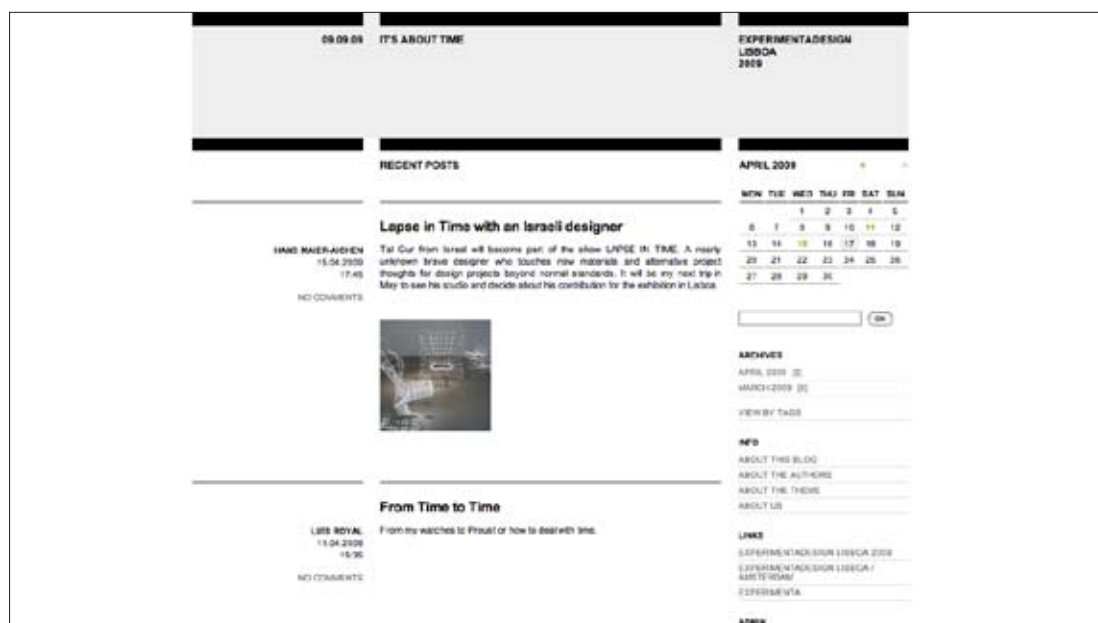 09.09.09
IT'S ABOUT TIME
EXPERIMENTADESIGN
LISBOA
2009
RECENT POSTS
Lapse in Time with an Israeli designer
HANS MAIER-AICHEN
15.04.2009
17:45
NO COMMENTS
Tal Gur from Israel will become part of the show LAPSE IN TIME. A nearly
unknown brave designer who touches new materials and alternative project
thoughts for design projects beyond normal standards. It will be my next trip in
May to see his studio and decide about his contribution for the exhibition in Lisboa.
From Time to Time
LUIS ROYAL
11.04.2009
NO COMMENTS
From my watches to Proust or how to deal with time.
APRIL 2009
MON TUE WED THU FRI SAT SUN
1 2 3 4 5
6 7 8 9 10 11 12
13 14 15 16 17 18 19
20 21 22 23 24 25 26
27 28 29 30
OK
ARCHIVES
APRIL 2009
MARCH 2009
VIEW BY TAGS
INFO
ABOUT THIS BLOG
ABOUT THE AUTHORS
ABOUT THE THEME
ABOUT US
LINKS
EXPERIMENTADESIGN LISBOA 2009
EXPERIMENTADESIGN LISBOA /
AMSTERDAM
EXPERIMENTA
ADMIN